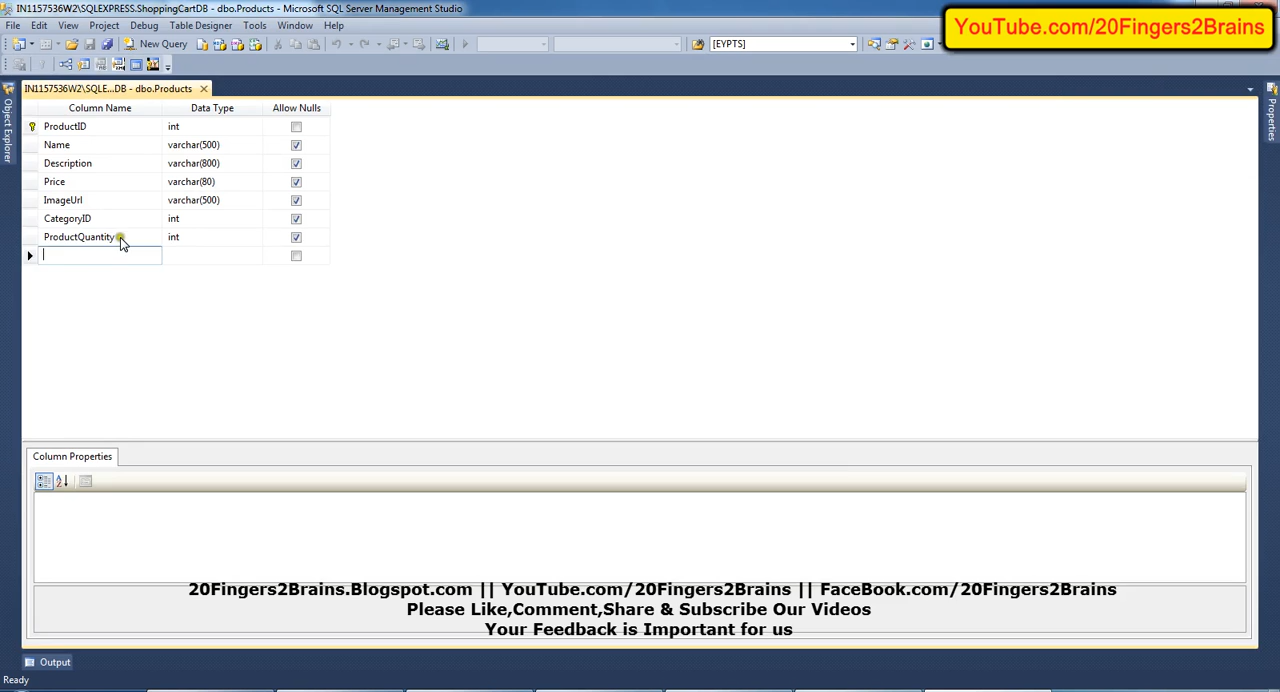 IN1157536W2\SQLEXPRESS.ShoppingCartDB - dbo.Products - Microsoft SQL Server Management Studio
YouTube.com/20Fingers2Brains
File Edit View Project Debug Table Designer Tools Window Help
New Query [EYPTS]
IN1157536W2\SQLE...DB - dbo.Products
Object Explorer
Properties
Column Name Data Type Allow Nulls
ProductID int
Name varchar(500)
Description varchar(800)
Price varchar(80)
ImageUrl varchar(500)
CategoryID int
ProductQuantity int
Column Properties
20Fingers2Brains.Blogspot.com || YouTube.com/20Fingers2Brains || FaceBook.com/20Fingers2Brains
Please Like,Comment,Share & Subscribe Our Videos
Your Feedback is Important for us
Output
Ready